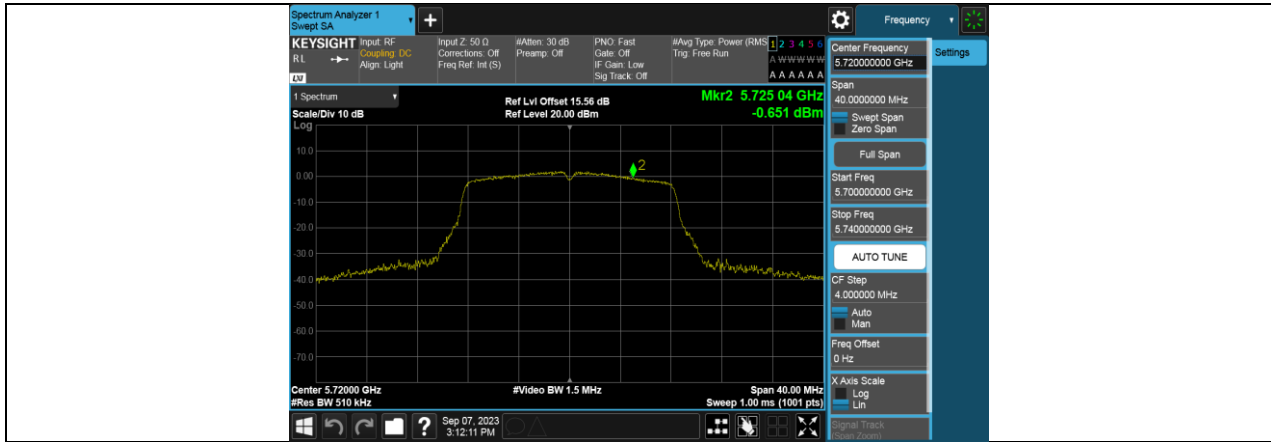 Spectrum Analyzer 1
Swept SA
+
Frequency
KEYSIGHT
RL
LXI
Input: RF
Coupling: DC
Align: Light
Input Z: 50 Ω
Corrections: Off
Freq Ref: Int (S)
#Atten: 30 dB
Preamp: Off
PNO: Fast
Gate: Off
IF Gain: Low
Sig Track: Off
#Avg Type: Power (RMS
Trig: Free Run
1 2 3 4 5 6
A W W W W W
A A A A A A
1 Spectrum
Scale/Div 10 dB
Log
Ref Lvl Offset 15.56 dB
Ref Level 20.00 dBm
Mkr2 5.725 04 GHz
-0.651 dBm
10.0
0.00
-10.0
-20.0
-30.0
-40.0
-50.0
-60.0
-70.0
2
Center 5.72000 GHz
#Res BW 510 kHz
#Video BW 1.5 MHz
Span 40.00 MHz
Sweep 1.00 ms (1001 pts)
?
Sep 07, 2023
3:12:11 PM
Center Frequency
5.720000000 GHz
Settings
Span
40.0000000 MHz
Swept Span
Zero Span
Full Span
Start Freq
5.700000000 GHz
Stop Freq
5.740000000 GHz
AUTO TUNE
CF Step
4.000000 MHz
Auto
Man
Freq Offset
0 Hz
X Axis Scale
Log
Lin
Signal Track
(Span Zoom)